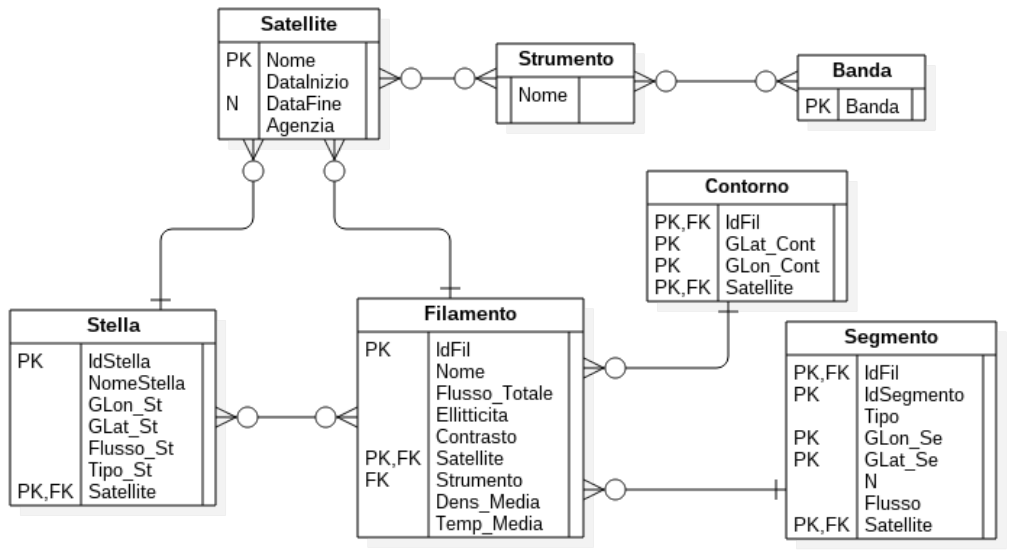 Satellite
PK Nome
DataInizio
N DataFine
Agenzia
Strumento
Nome
Banda
PK Banda
Contorno
PK,FK IdFil
PK GLat_Cont
PK GLon_Cont
PK,FK Satellite
Stella
PK IdStella
NomeStella
GLon_St
GLat_St
Flusso_St
Tipo_St
PK,FK Satellite
Filamento
PK IdFil
Nome
Flusso_Totale
Ellitticita
Contrasto
PK,FK Satellite
FK Strumento
Dens_Media
Temp_Media
Segmento
PK,FK IdFil
PK IdSegmento
Tipo
PK GLon_Se
PK GLat_Se
N
Flusso
PK,FK Satellite